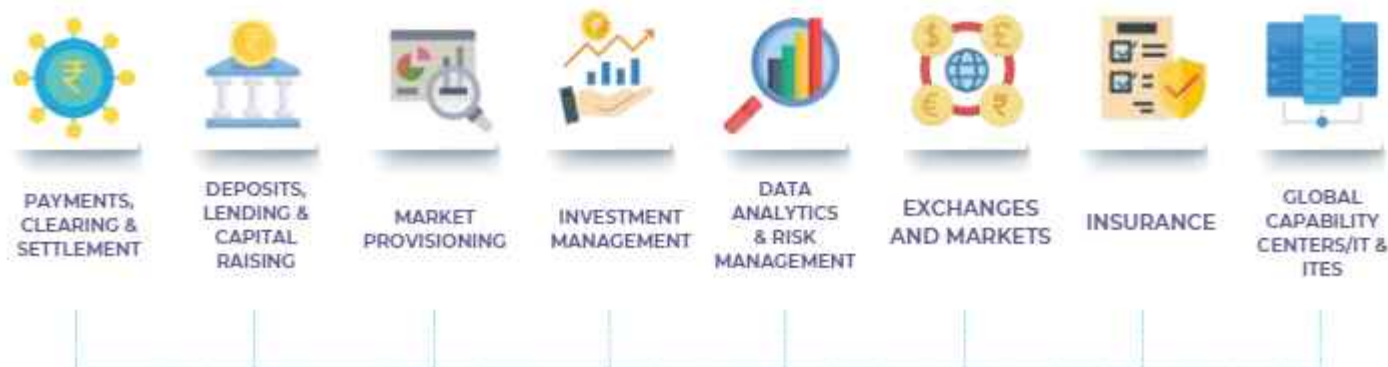 PAYMENTS,
CLEARING &
SETTLEMENT
DEPOSITS,
LENDING &
CAPITAL
RAISING
MARKET
PROVISIONING
INVESTMENT
MANAGEMENT
DATA
ANALYTICS
& RISK
MANAGEMENT
EXCHANGES
AND MARKETS
INSURANCE
GLOBAL
CAPABILITY
CENTERS/IT &
ITES